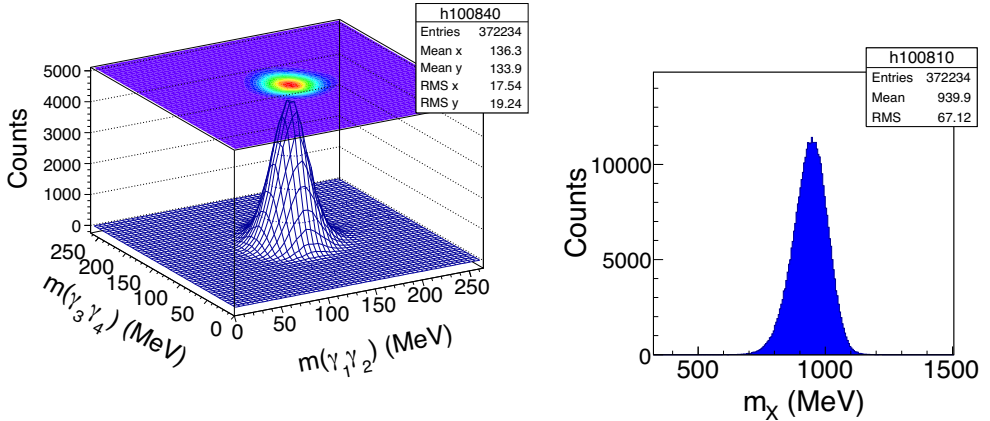 h100840
Entries 372234
Mean x 136.3
Mean y 133.9
RMS x 17.54
RMS y 19.24
Counts
5000
4000
3000
2000
1000
0
250
200
150
100
50
0
m(γ3γ4) (MeV)
0
50
100
150
200
250
m(γ1γ2) (MeV)
h100810
Entries 372234
Mean 939.9
RMS 67.12
Counts
10000
5000
0
500
1000
1500
mX (MeV)